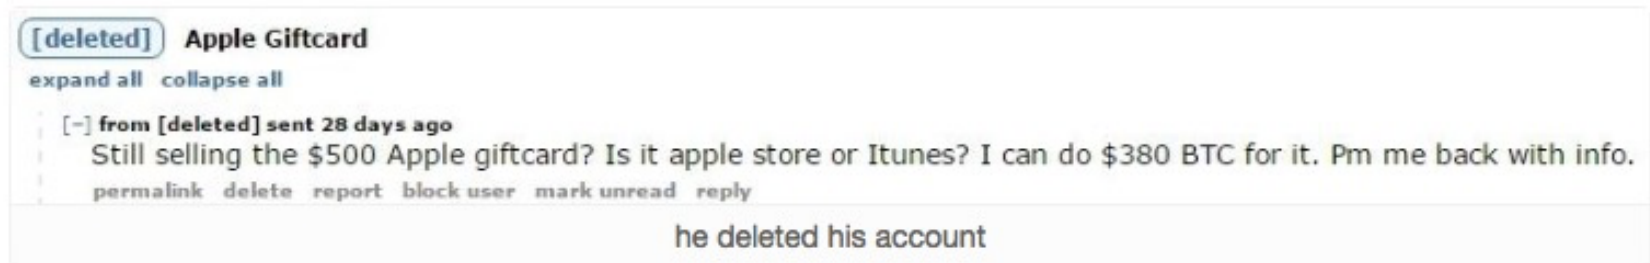 [deleted] Apple Giftcard
expand all collapse all
[-] from [deleted] sent 28 days ago
Still selling the $500 Apple giftcard? Is it apple store or Itunes? I can do $380 BTC for it. Pm me back with info.
permalink delete report block user mark unread reply
he deleted his account